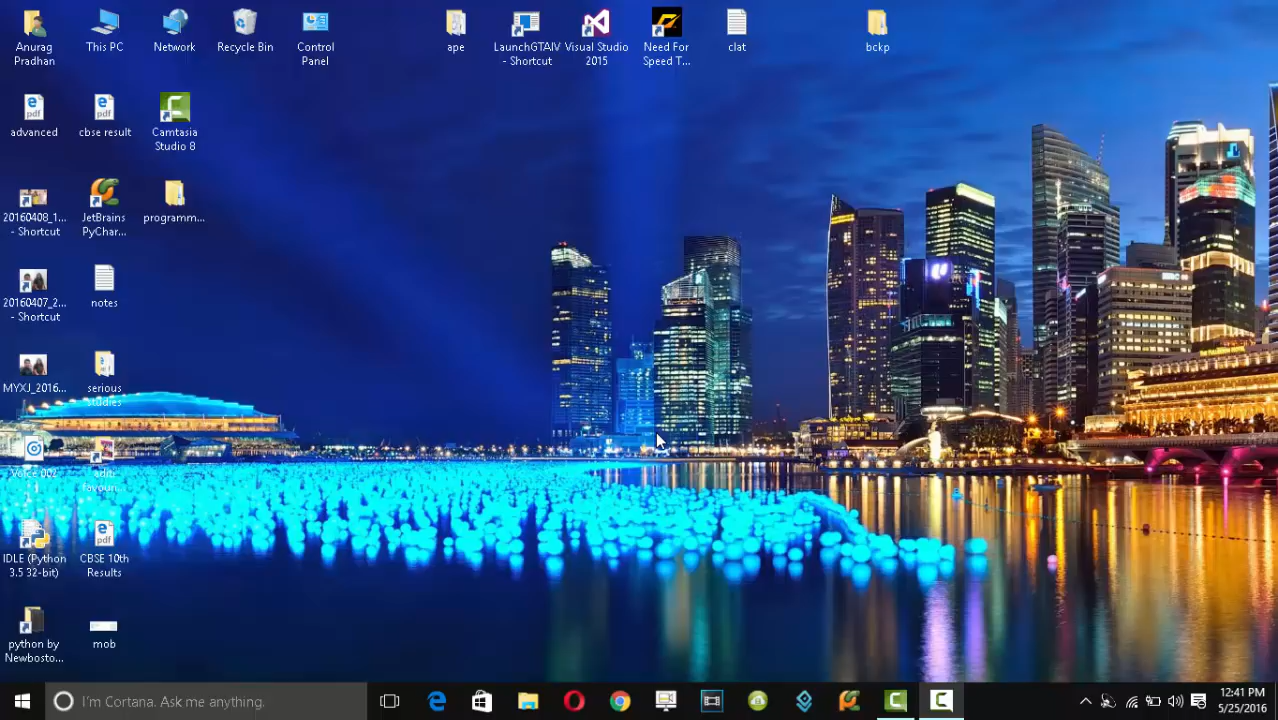 Anurag
Pradhan
This PC
Network
Recycle Bin
Control
Panel
ape
LaunchGTAIV
- Shortcut
Visual Studio
2015
Need For
Speed T...
clat
bckp
advanced
cbse result
Camtasia
Studio 8
20160408_1...
- Shortcut
JetBrains
PyChar...
programm...
20160407_2...
- Shortcut
notes
MYXJ_2016...
serious
studies
Voice 002
favoun...
IDLE (Python
3.5 32-bit)
CBSE 10th
Results
python by
Newbosto...
mob
I'm Cortana. Ask me anything.
12:41 PM
5/25/2016